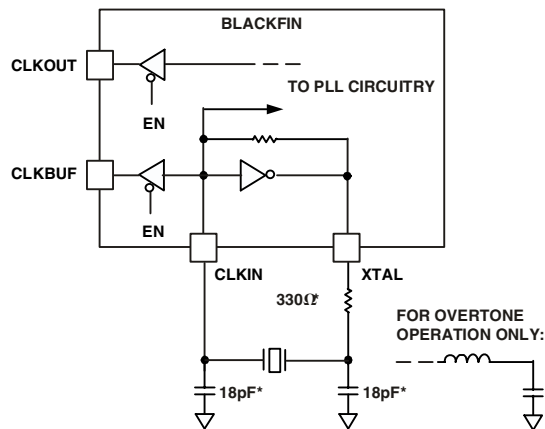 BLACKFIN
CLKOUT
TO PLL CIRCUITRY
EN
CLKBUF
EN
CLKIN
XTAL
330Ω*
FOR OVERTONE
OPERATION ONLY:
18pF*
18pF*